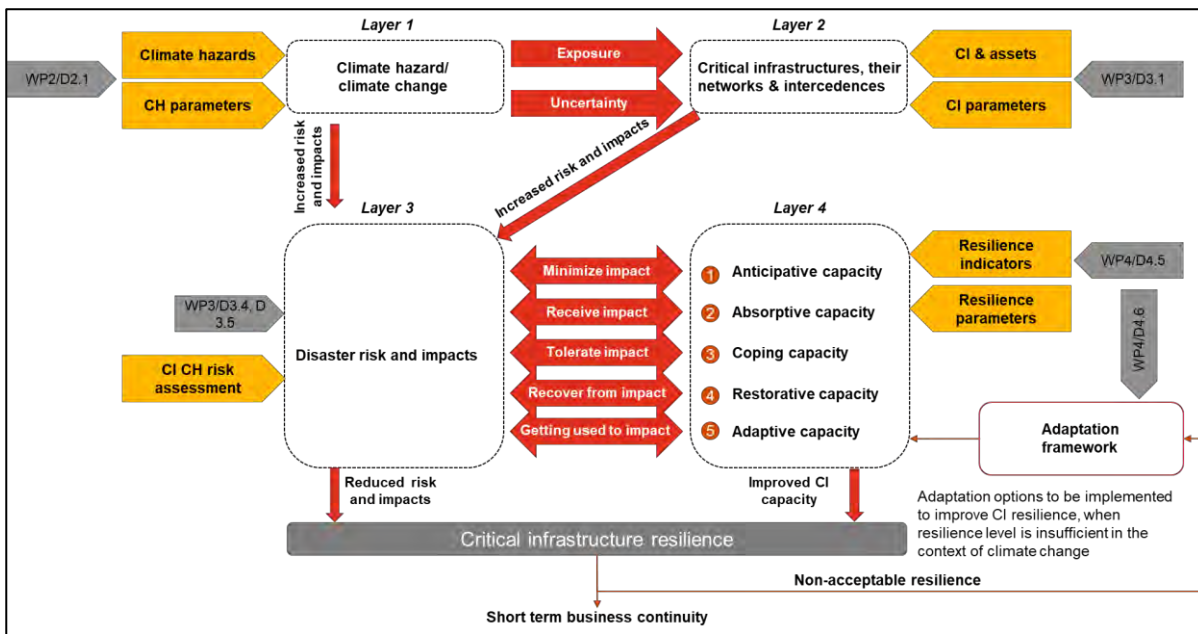 Layer 1
Layer 2
Climate hazards
Exposure
CI & assets
WP2/D2.1
Climate hazard/
climate change
Critical infrastructures, their
networks & intercedences
WP3/D3.1
CH parameters
Uncertainty
CI parameters
Increased risk
and impacts
Increased risk and impacts
Layer 3
Layer 4
Minimize impact
1 Anticipative capacity
Resilience
indicators
WP4/D4.5
WP3/D3.4, D
3.5
Receive impact
2 Absorptive capacity
Resilience
parameters
WP4/D4.6
Disaster risk and impacts
Tolerate impact
3 Coping capacity
CI CH risk
assessment
Recover from impact
4 Restorative capacity
Getting used to impact
5 Adaptive capacity
Adaptation
framework
Reduced risk
and impacts
Improved CI
capacity
Adaptation options to be implemented
to improve CI resilience, when
resilience level is insufficient in the
context of climate change
Critical infrastructure resilience
Non-acceptable resilience
Short term business continuity